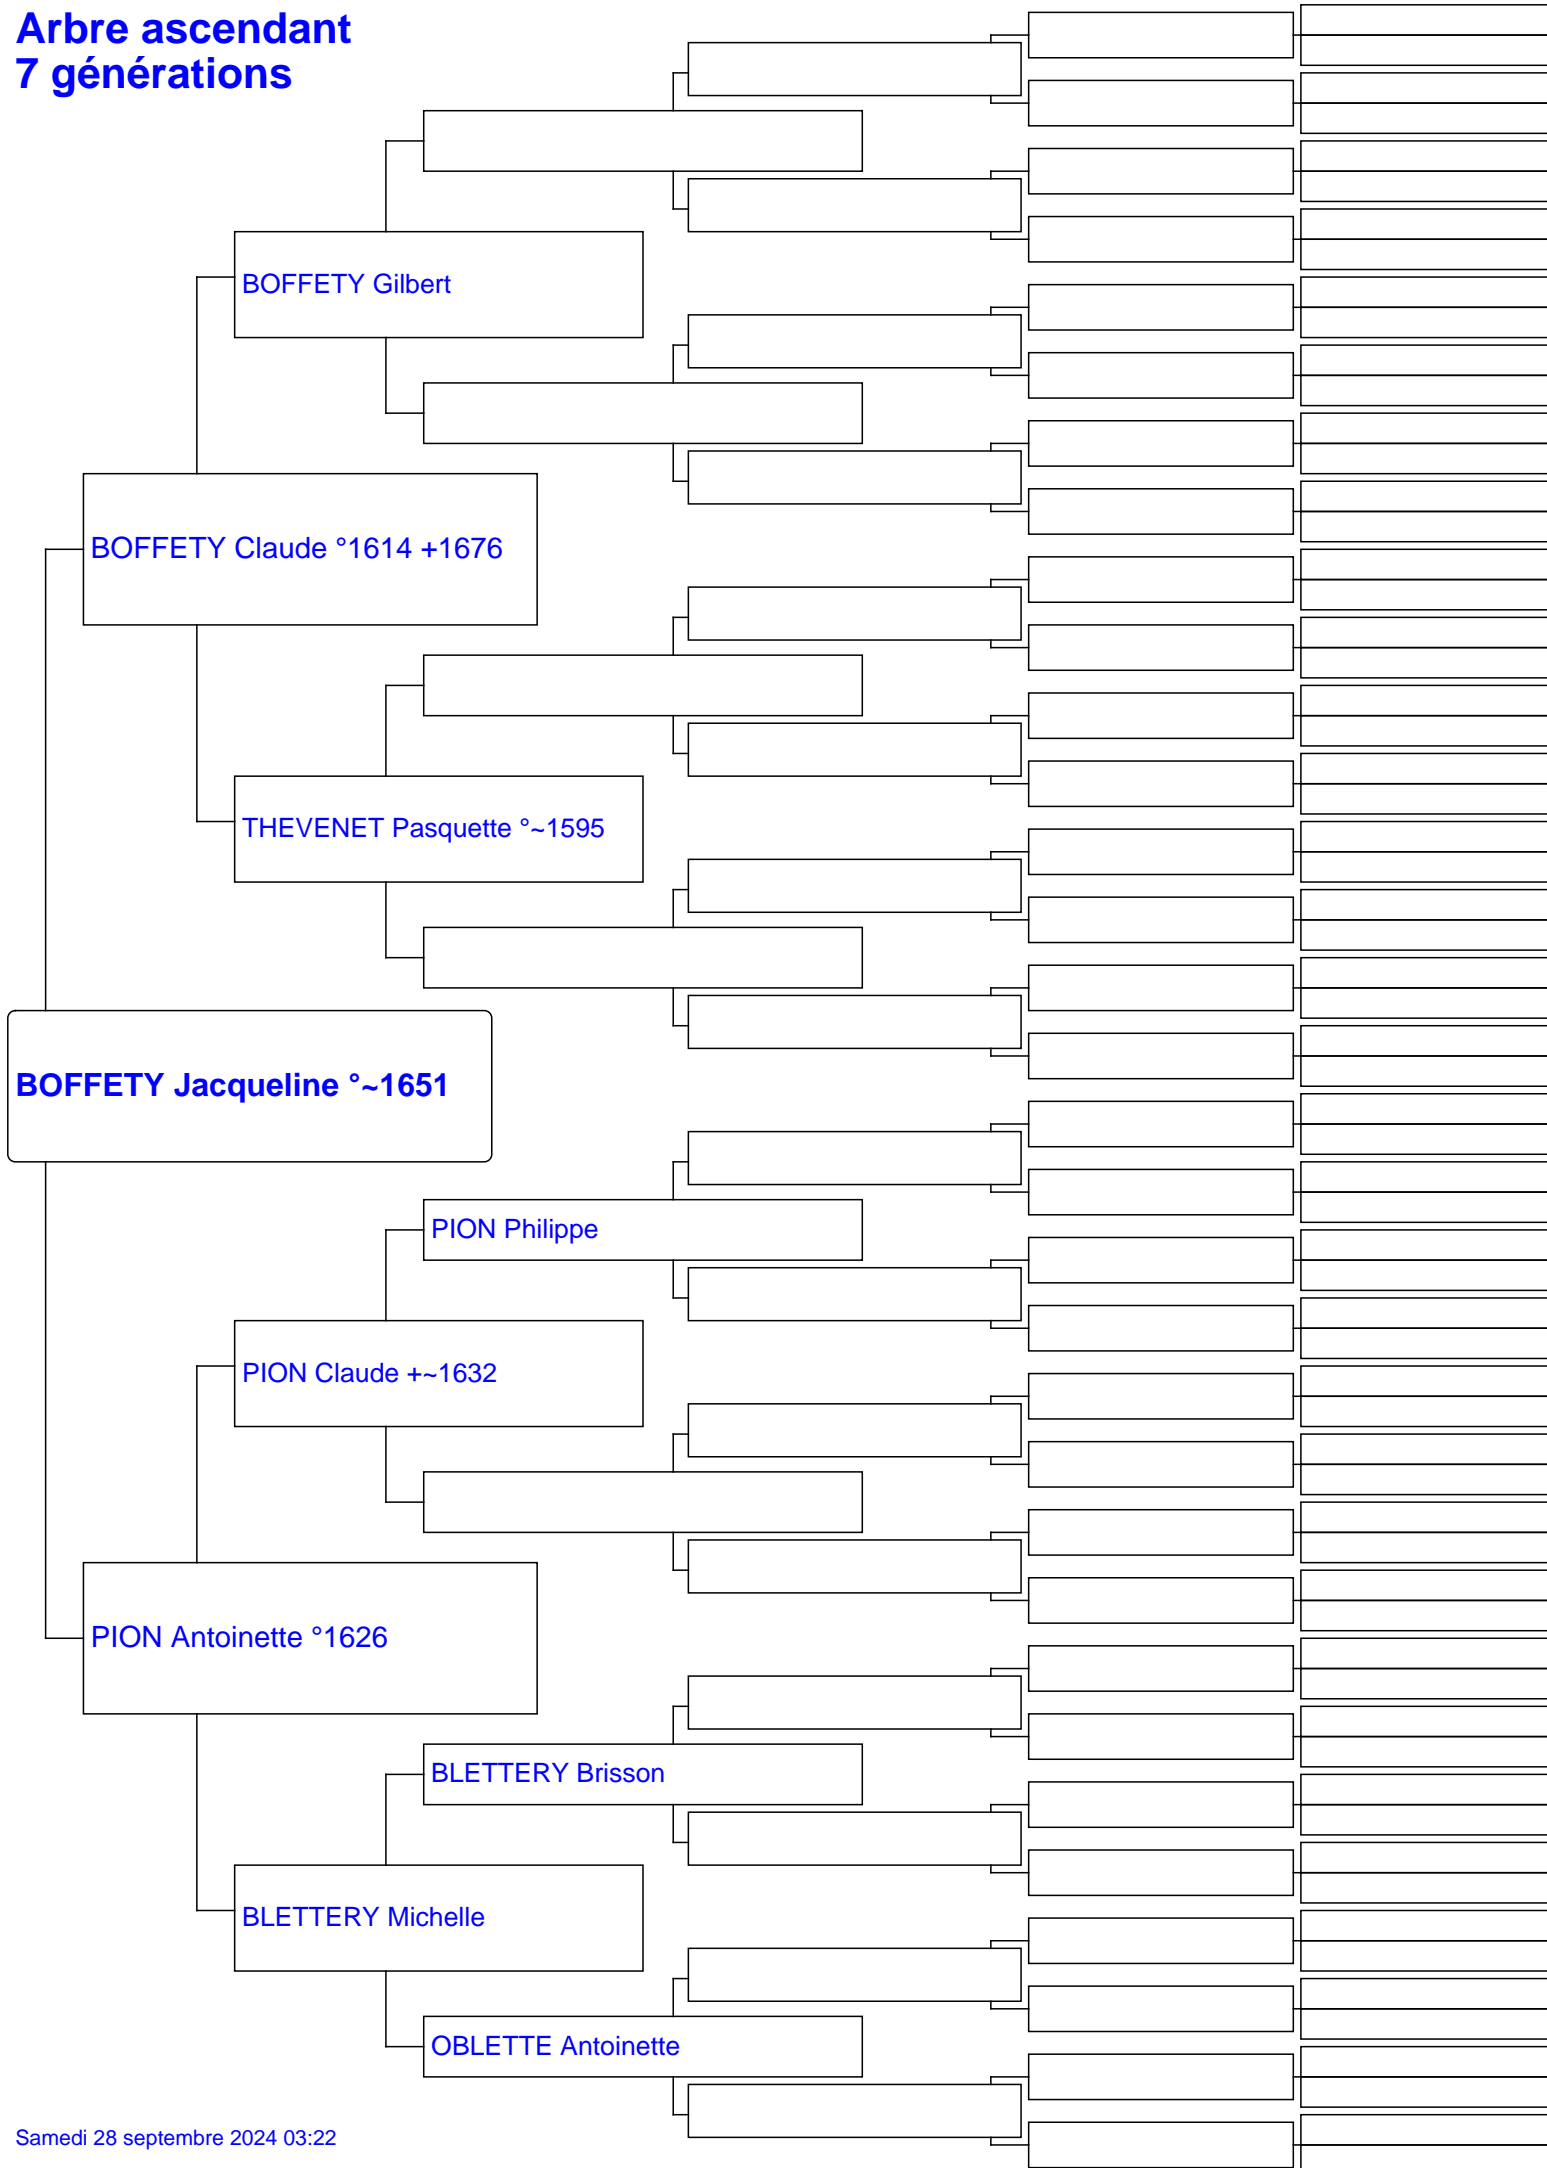 Arbre ascendant
7 générations
BOFFETY Gilbert
BOFFETY Claude °1614 +1676
THEVENET Pasquette °~1595
BOFFETY Jacqueline °~1651
PION Philippe
PION Claude +~1632
PION Antoinette °1626
BLETTERY Brisson
BLETTERY Michelle
OBLETTE Antoinette
Samedi 28 septembre 2024 03:22